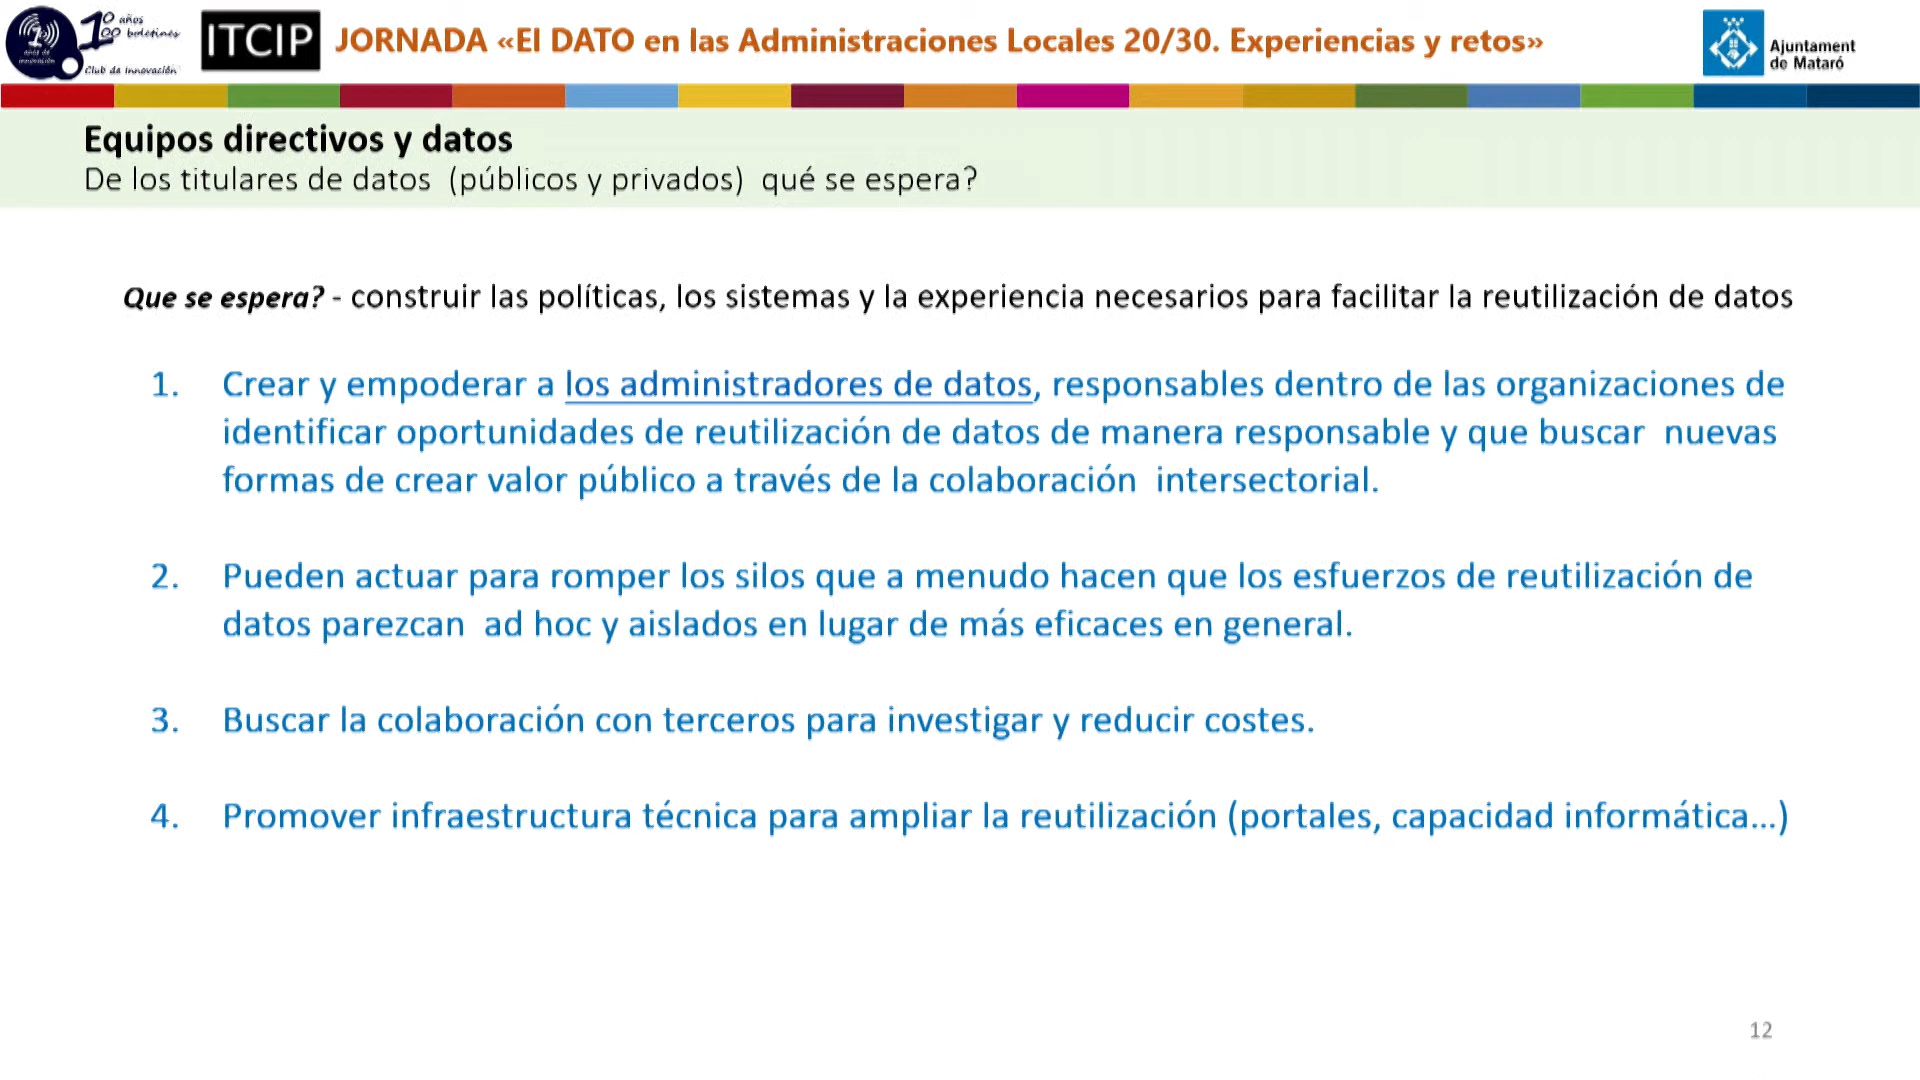 10 años
100 boletines
años de
innovación
Club de Innovación
ITCIP
JORNADA «El DATO en las Administraciones Locales 20/30. Experiencias y retos»
Ajuntament
de Mataró
Equipos directivos y datos
De los titulares de datos (públicos y privados) qué se espera?
Que se espera? - construir las políticas, los sistemas y la experiencia necesarios para facilitar la reutilización de datos
1. Crear y empoderar a los administradores de datos, responsables dentro de las organizaciones de
identificar oportunidades de reutilización de datos de manera responsable y que buscar nuevas
formas de crear valor público a través de la colaboración intersectorial.
2. Pueden actuar para romper los silos que a menudo hacen que los esfuerzos de reutilización de
datos parezcan ad hoc y aislados en lugar de más eficaces en general.
3. Buscar la colaboración con terceros para investigar y reducir costes.
4. Promover infraestructura técnica para ampliar la reutilización (portales, capacidad informática...)
12